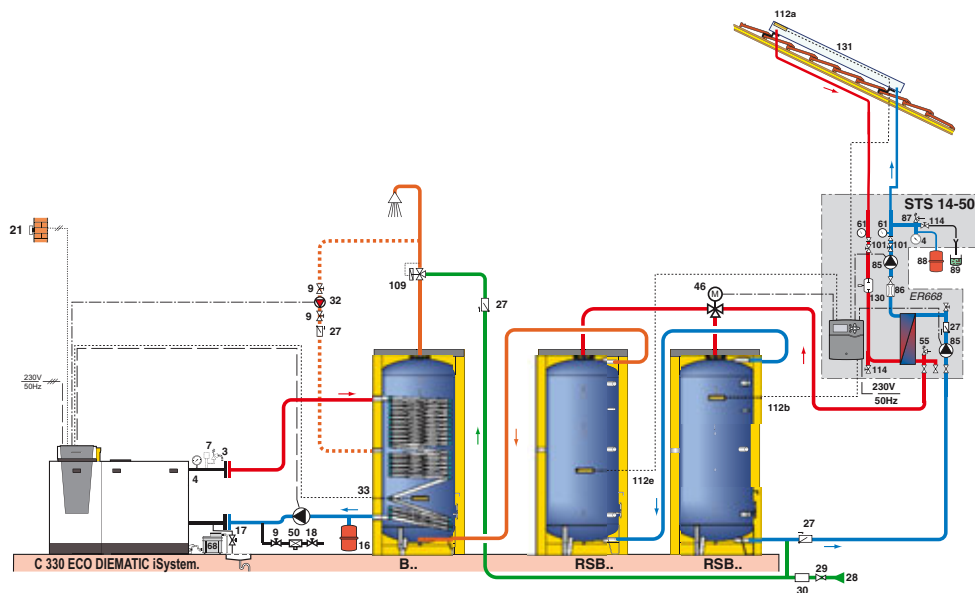 112a
131
STS 14-50
87
114
61
61
4
101
101
88
89
85
86
130
ER668
27
55
85
114
230V
50Hz
21
9
32
9
27
109
27
46
112b
112e
230V
50Hz
7
3
4
33
17
68
9
50
18
16
27
29
28
30
C 330 ECO DIEMATIC iSystem.
B..
RSB..
RSB..
M